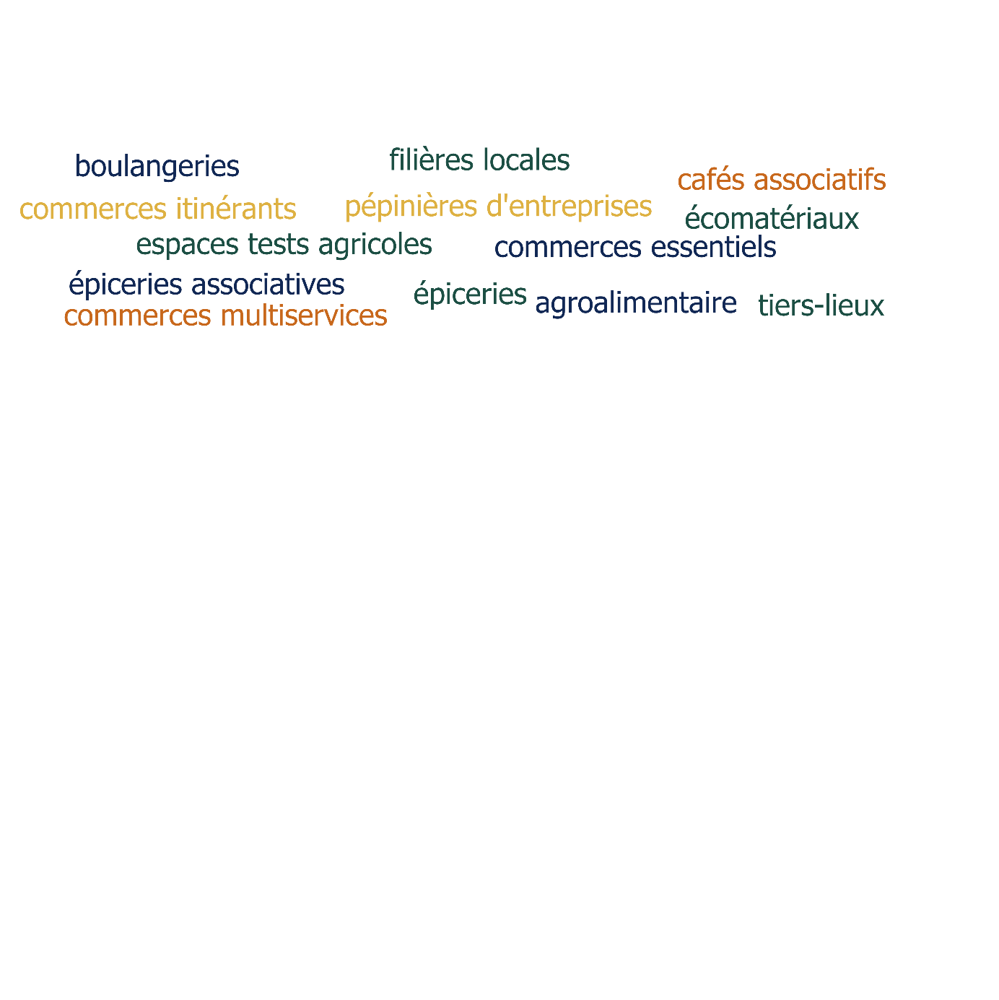 boulangeries
filières locales
cafés associatifs
commerces itinérants
pépinières d'entreprises
écomatériaux
espaces tests agricoles
commerces essentiels
épiceries associatives
épiceries
agroalimentaire
tiers-lieux
commerces multiservices